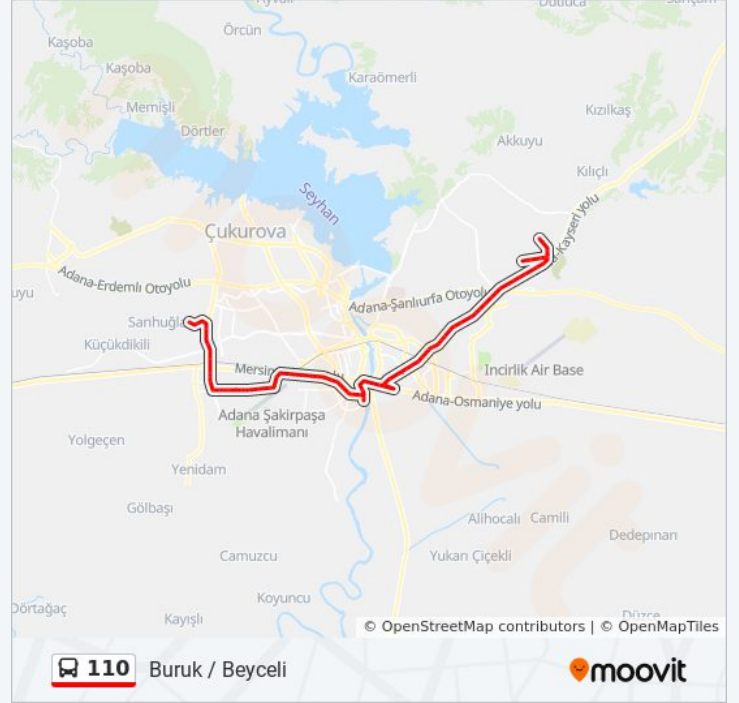 Örcün
Kaşoba
Kaşoba
Karaömerli
Memişli
Kızılkaş
Dörtler
Akkuyu
Kılıçlı
Seyhan
Çukurova
a-Kayseri yolu
Adana-Erdemli Otoyolu
uyu
Adana-Şanlıurfa Otoyolu
Sarıhuğla
Küçükdikili
Mersin
İncirlik Air Base
Adana-Osmaniye yolu
Adana Şakirpaşa
Havalimanı
Yolgeçen
Yenidam
Gölbaşı
Alihocalı
Camili
Dedepınarı
Camuzcu
Yukarı Çiçekli
Koyuncu
Dörtağaç
Kayışlı
Düzce
© OpenStreetMap contributors | © OpenMapTiles
110 Buruk / Beyceli
moovit